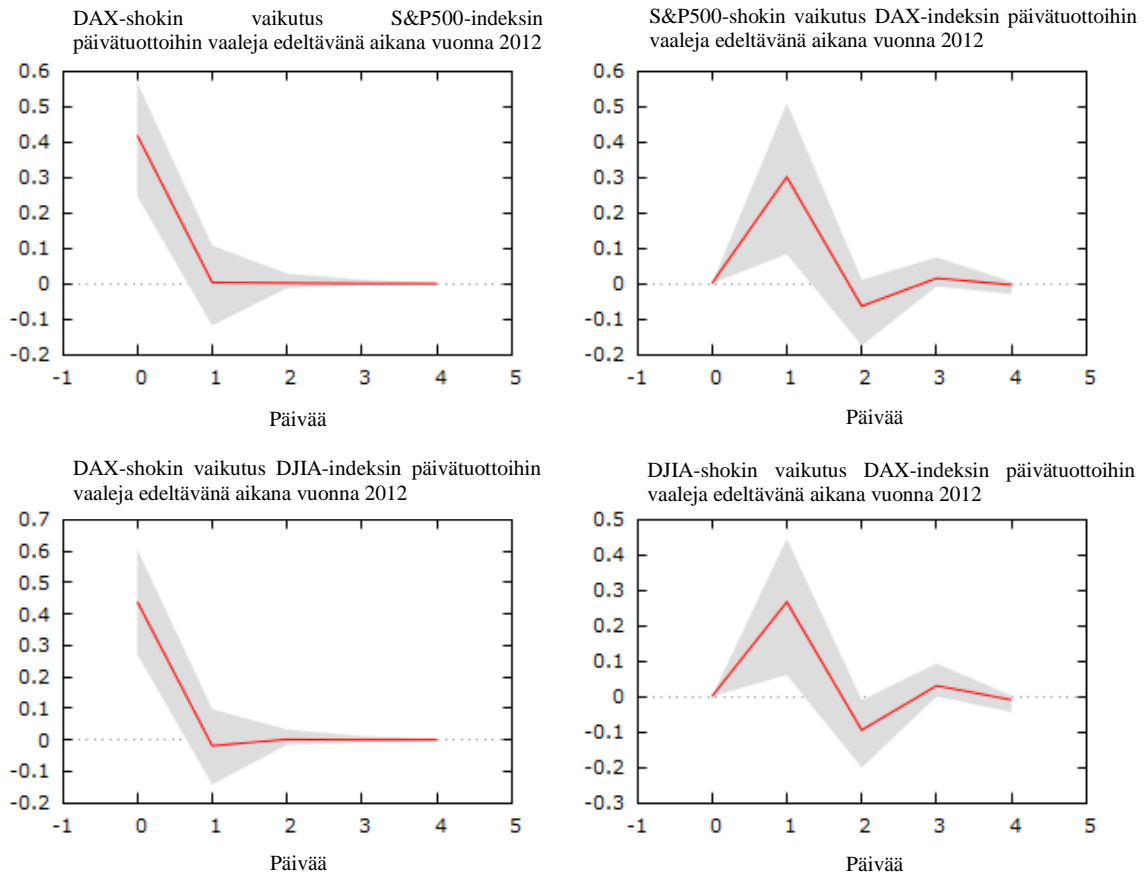 DAX-shokin vaikutus S&P500-indeksin
päivätuottoihin vaaleja edeltävänä aikana vuonna 2012
0.6
0.5
0.4
0.3
0.2
0.1
0
-0.1
-0.2
-1 0 1 2 3 4 5
Päivää
S&P500-shokin vaikutus DAX-indeksin päivätuottoihin
vaaleja edeltävänä aikana vuonna 2012
0.6
0.5
0.4
0.3
0.2
0.1
0
-0.1
-0.2
-1 0 1 2 3 4 5
Päivää
DAX-shokin vaikutus DJIA-indeksin päivätuottoihin
vaaleja edeltävänä aikana vuonna 2012
0.7
0.6
0.5
0.4
0.3
0.2
0.1
0
-0.1
-0.2
-1 0 1 2 3 4 5
Päivää
DJIA-shokin vaikutus DAX-indeksin päivätuottoihin
vaaleja edeltävänä aikana vuonna 2012
0.5
0.4
0.3
0.2
0.1
0
-0.1
-0.2
-0.3
-1 0 1 2 3 4 5
Päivää